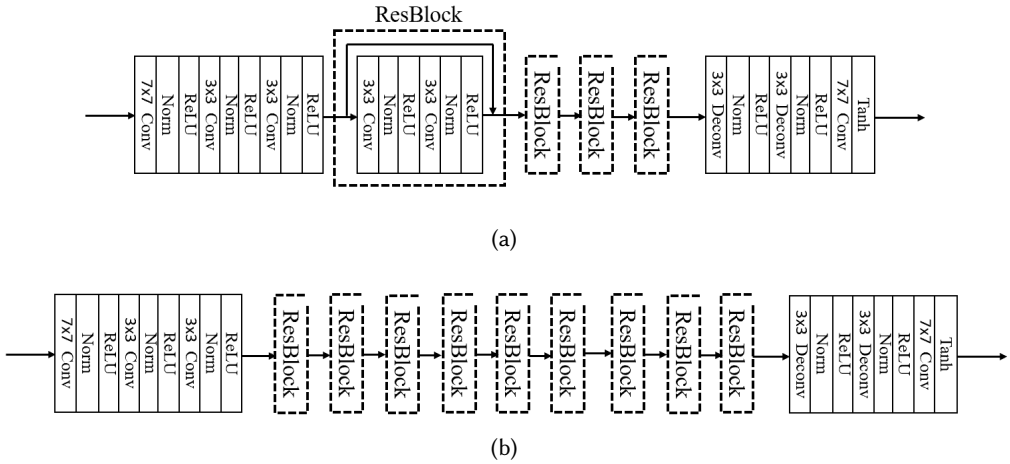 ResBlock
7x7 Conv
Norm
ReLU
3x3 Conv
Norm
ReLU
3x3 Conv
Norm
ReLU
3x3 Conv
Norm
ReLU
3x3 Conv
Norm
ReLU
ResBlock
ResBlock
ResBlock
3x3 Deconv
Norm
ReLU
3x3 Deconv
Norm
ReLU
7x7 Conv
Tanh
(a)
7x7 Conv
Norm
ReLU
3x3 Conv
Norm
ReLU
3x3 Conv
Norm
ReLU
ResBlock
ResBlock
ResBlock
ResBlock
ResBlock
ResBlock
ResBlock
ResBlock
ResBlock
3x3 Deconv
Norm
ReLU
3x3 Deconv
Norm
ReLU
7x7 Conv
Tanh
(b)